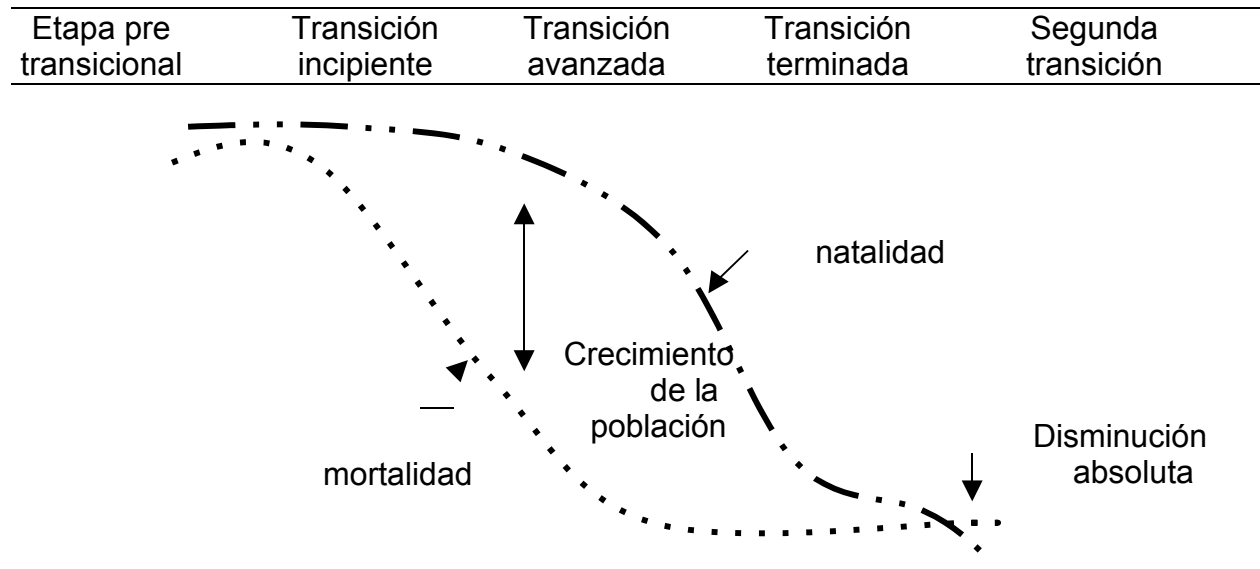 Etapa pre
transicional
Transición
incipiente
Transición
avanzada
Transición
terminada
Segunda
transición
natalidad
Crecimiento
de la
población
mortalidad
Disminución
absoluta